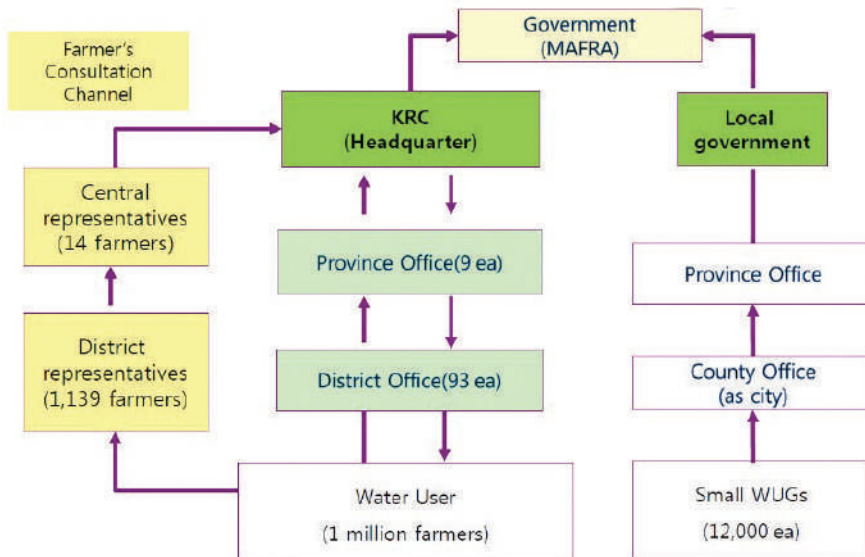 Government
(MAFRA)
Farmer's
Consultation
Channel
KRC
(Headquarter)
Local
government
Central
representatives
(14 farmers)
Province Office(9 ea)
Province Office
District
representatives
(1,139 farmers)
District Office(93 ea)
County Office
(as city)
Water User
(1 million farmers)
Small WUGs
(12,000 ea)